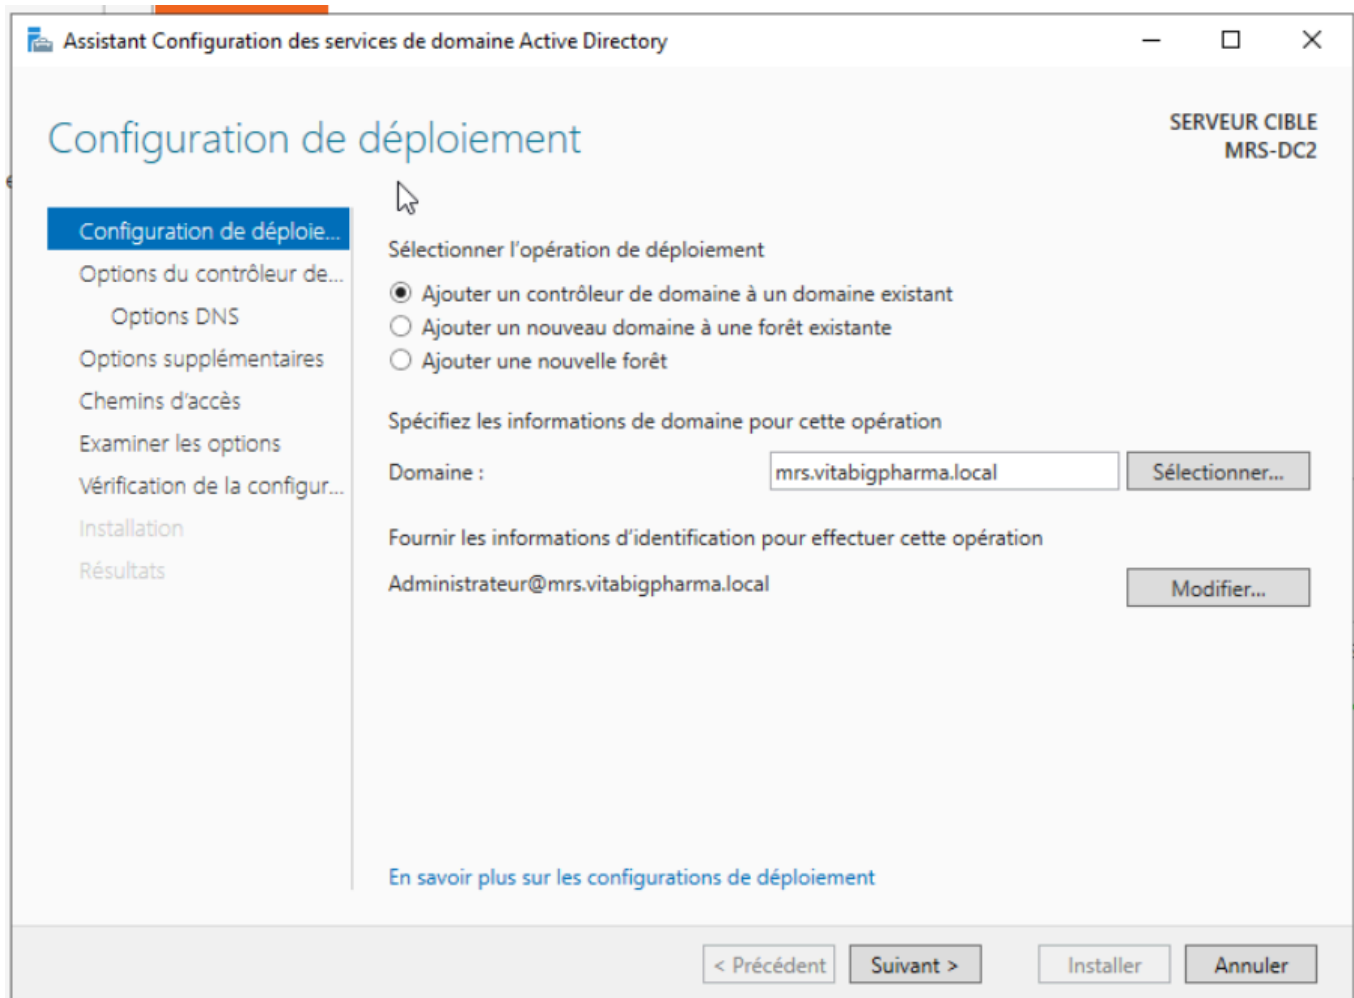 Assistant Configuration des services de domaine Active Directory
Configuration de déploiement
SERVEUR CIBLE
MRS-DC2
Configuration de déploie...
Options du contrôleur de...
Options DNS
Options supplémentaires
Chemins d'accès
Examiner les options
Vérification de la configur...
Installation
Résultats
Sélectionner l'opération de déploiement
Ajouter un contrôleur de domaine à un domaine existant
Ajouter un nouveau domaine à une forêt existante
Ajouter une nouvelle forêt
Spécifiez les informations de domaine pour cette opération
Domaine :
mrs.vitabigpharma.local
Sélectionner...
Fournir les informations d'identification pour effectuer cette opération
Administrateur@mrs.vitabigpharma.local
Modifier...
En savoir plus sur les configurations de déploiement
< Précédent
Suivant >
Installer
Annuler